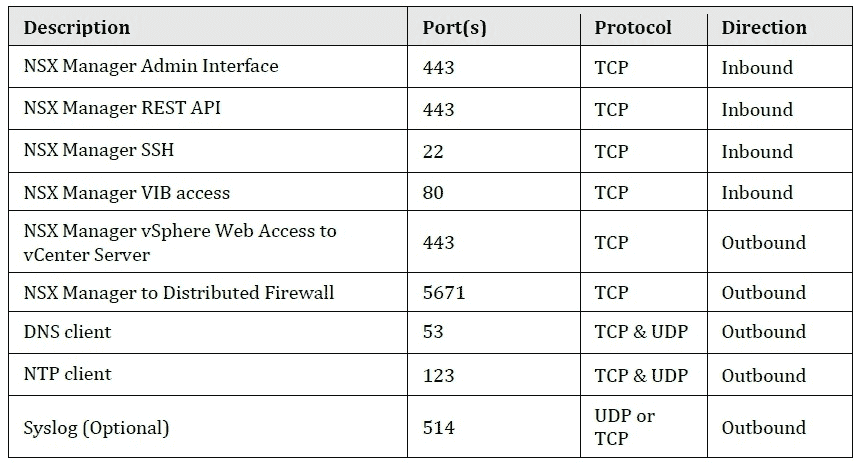 Description Port(s) Protocol Direction
NSX Manager Admin Interface 443 TCP Inbound
NSX Manager REST API 443 TCP Inbound
NSX Manager SSH 22 TCP Inbound
NSX Manager VIB access 80 TCP Inbound
NSX Manager vSphere Web Access to
vCenter Server 443 TCP Outbound
NSX Manager to Distributed Firewall 5671 TCP Outbound
DNS client 53 TCP & UDP Outbound
NTP client 123 TCP & UDP Outbound
Syslog (Optional) 514 UDP or
TCP Outbound